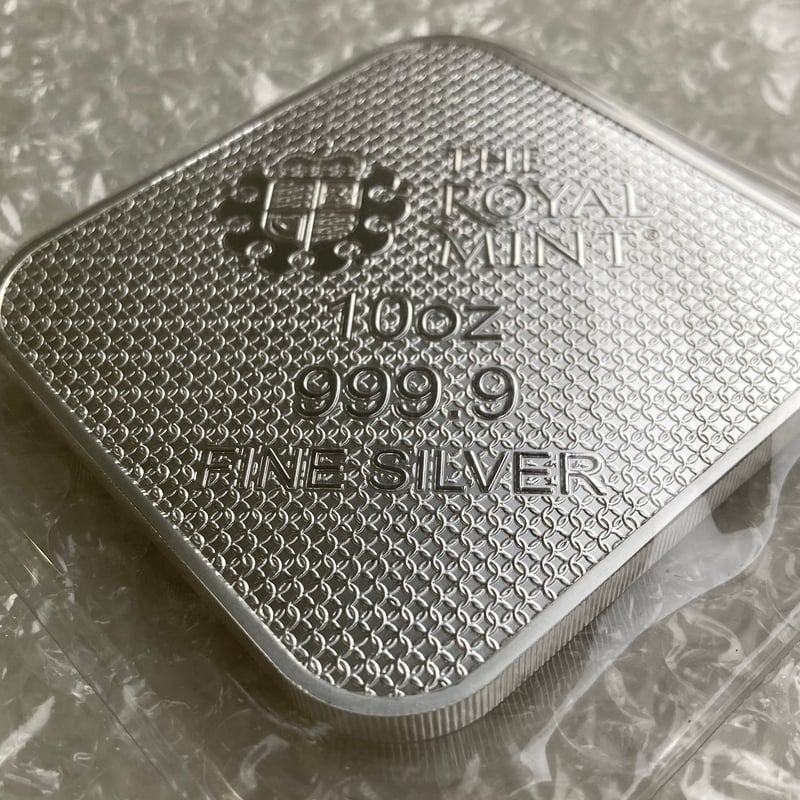 THE
ROYAL
MINT®
10oz
999.9
FINE SILVER